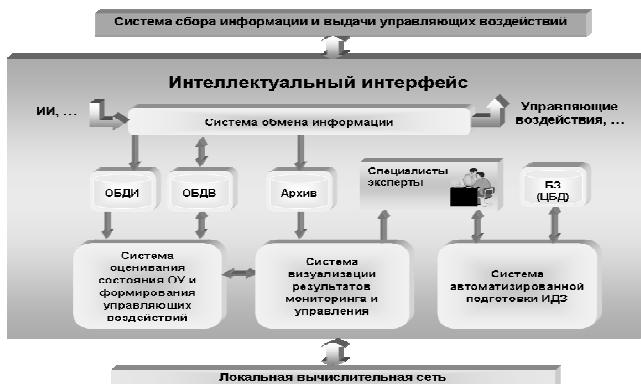 Система сбора информации и выдачи управляющих воздействий
Интеллектуальный интерфейс
ИИ, ...
Система обмена информации
Управляющие
воздействия, ...
ОБДИ
ОБДВ
Архив
Специалисты
эксперты
БЗ
(ЦБД)
Система
оценивания
состояния ОУ и
формирования
управляющих
воздействий
Система
визуализации
результатов
мониторинга и
управления
Система
автоматизированной
подготовки ИДЗ
Локальная вычислительная сеть